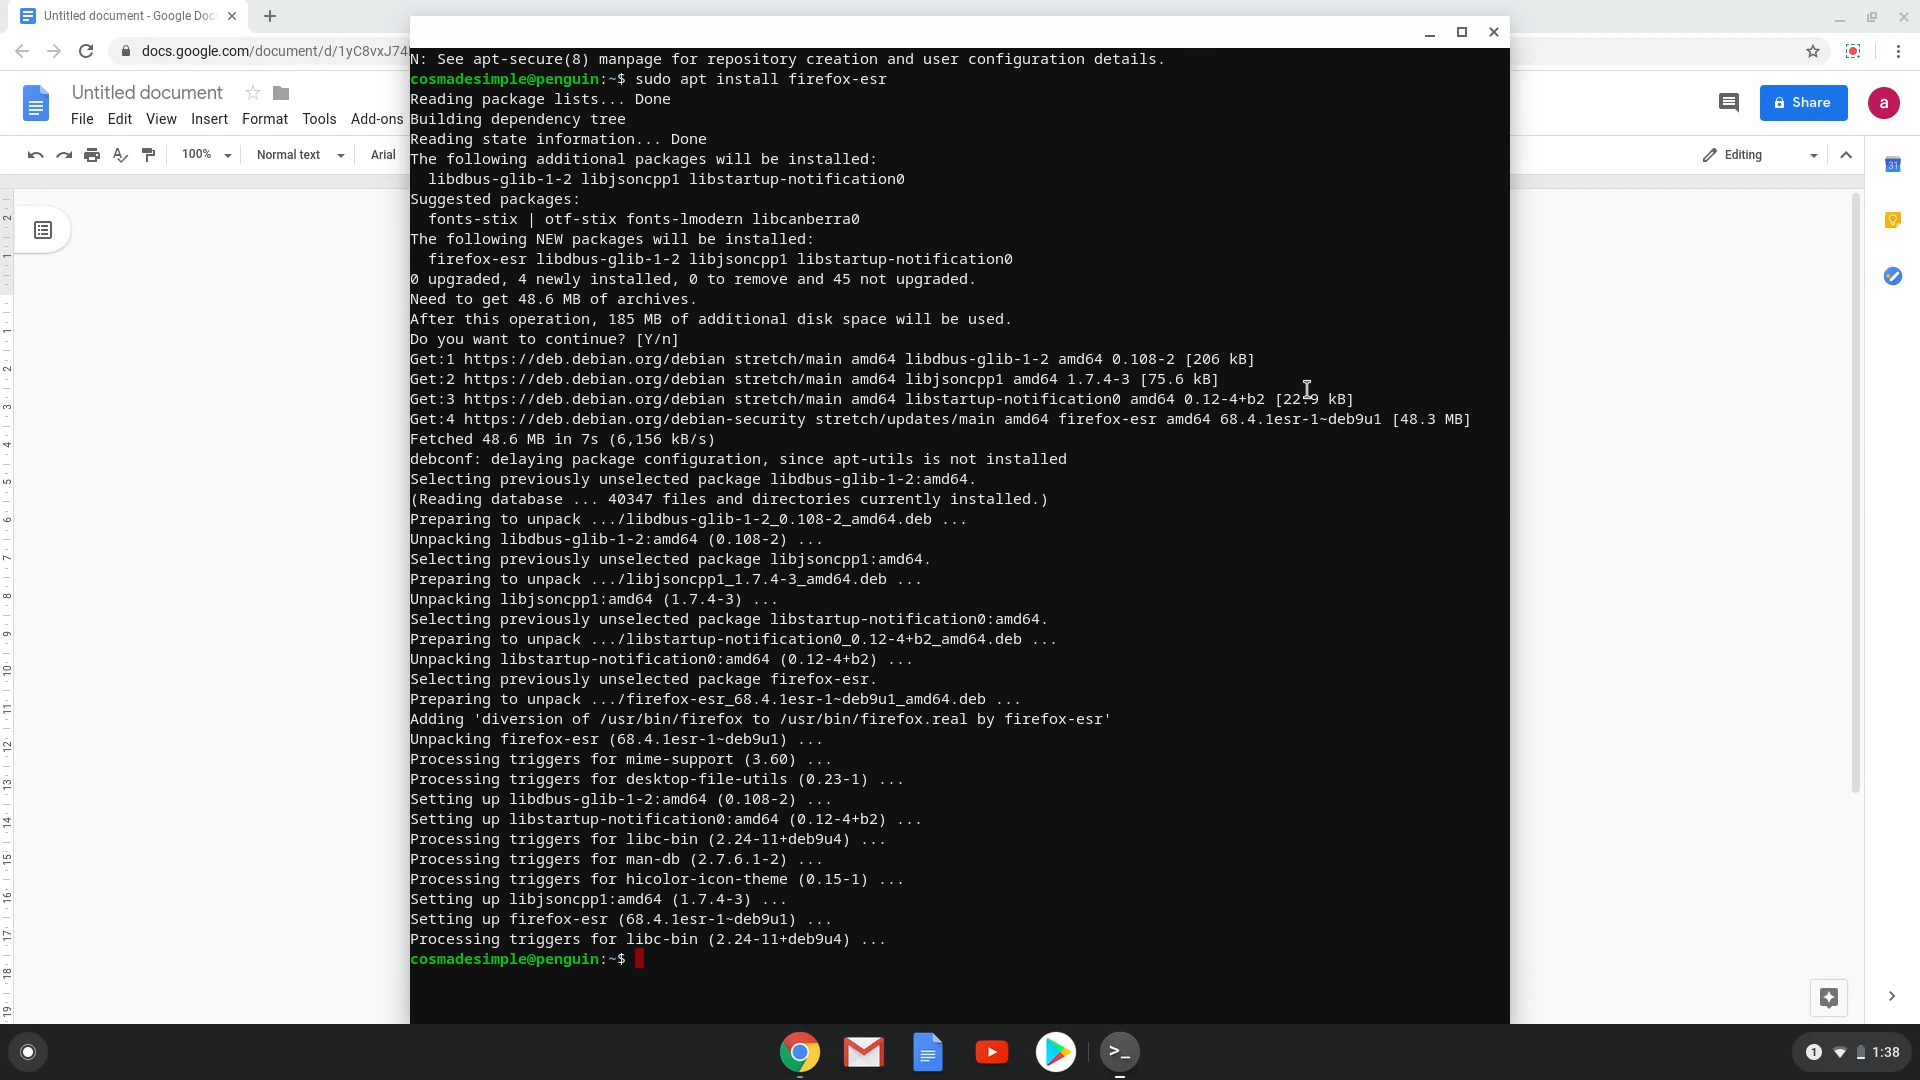 Untitled document - Google Doc
docs.google.com/document/d/1yC8vxJ74
Untitled document
Share
a
File Edit View Insert Format Tools Add-ons
100% Normal text Arial
Editing
31
N: See apt-secure(8) manpage for repository creation and user configuration details.
cosmadesimple@penguin:~$ sudo apt install firefox-esr
Reading package lists... Done
Building dependency tree
Reading state information... Done
The following additional packages will be installed:
libdbus-glib-1-2 libjsoncpp1 libstartup-notification0
Suggested packages:
fonts-stix | otf-stix fonts-lmodern libcanberra0
The following NEW packages will be installed:
firefox-esr libdbus-glib-1-2 libjsoncpp1 libstartup-notification0
0 upgraded, 4 newly installed, 0 to remove and 45 not upgraded.
Need to get 48.6 MB of archives.
After this operation, 185 MB of additional disk space will be used.
Do you want to continue? [Y/n]
Get:1 https://deb.debian.org/debian stretch/main amd64 libdbus-glib-1-2 amd64 0.108-2 [206 kB]
Get:2 https://deb.debian.org/debian stretch/main amd64 libjsoncpp1 amd64 1.7.4-3 [75.6 kB]
Get:3 https://deb.debian.org/debian stretch/main amd64 libstartup-notification0 amd64 0.12-4+b2 [22.9 kB]
Get:4 https://deb.debian.org/debian-security stretch/updates/main amd64 firefox-esr amd64 68.4.1esr-1~deb9u1 [48.3 MB]
Fetched 48.6 MB in 7s (6,156 kB/s)
debconf: delaying package configuration, since apt-utils is not installed
Selecting previously unselected package libdbus-glib-1-2:amd64.
(Reading database ... 40347 files and directories currently installed.)
Preparing to unpack .../libdbus-glib-1-2_0.108-2_amd64.deb ...
Unpacking libdbus-glib-1-2:amd64 (0.108-2) ...
Selecting previously unselected package libjsoncpp1:amd64.
Preparing to unpack .../libjsoncpp1_1.7.4-3_amd64.deb ...
Unpacking libjsoncpp1:amd64 (1.7.4-3) ...
Selecting previously unselected package libstartup-notification0:amd64.
Preparing to unpack .../libstartup-notification0_0.12-4+b2_amd64.deb ...
Unpacking libstartup-notification0:amd64 (0.12-4+b2) ...
Selecting previously unselected package firefox-esr.
Preparing to unpack .../firefox-esr_68.4.1esr-1~deb9u1_amd64.deb ...
Adding 'diversion of /usr/bin/firefox to /usr/bin/firefox.real by firefox-esr'
Unpacking firefox-esr (68.4.1esr-1~deb9u1) ...
Processing triggers for mime-support (3.60) ...
Processing triggers for desktop-file-utils (0.23-1) ...
Setting up libdbus-glib-1-2:amd64 (0.108-2) ...
Setting up libstartup-notification0:amd64 (0.12-4+b2) ...
Processing triggers for libc-bin (2.24-11+deb9u4) ...
Processing triggers for man-db (2.7.6.1-2) ...
Processing triggers for hicolor-icon-theme (0.15-1) ...
Setting up libjsoncpp1:amd64 (1.7.4-3) ...
Setting up firefox-esr (68.4.1esr-1~deb9u1) ...
Processing triggers for libc-bin (2.24-11+deb9u4) ...
cosmadesimple@penguin:~$
2
1
1
2
3
4
5
6
7
8
9
10
11
12
13
14
15
16
17
18
19
>_
1 1:38